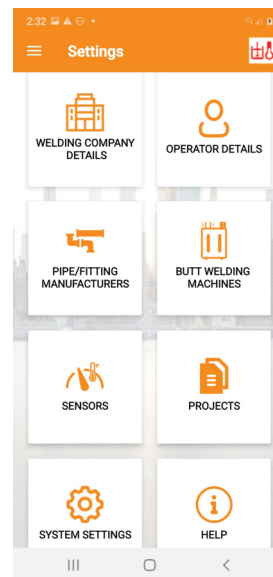 2:32
Settings
WELDING COMPANY
DETAILS
OPERATOR DETAILS
PIPE/FITTING
MANUFACTURERS
BUTT WELDING
MACHINES
SENSORS
PROJECTS
SYSTEM SETTINGS
HELP